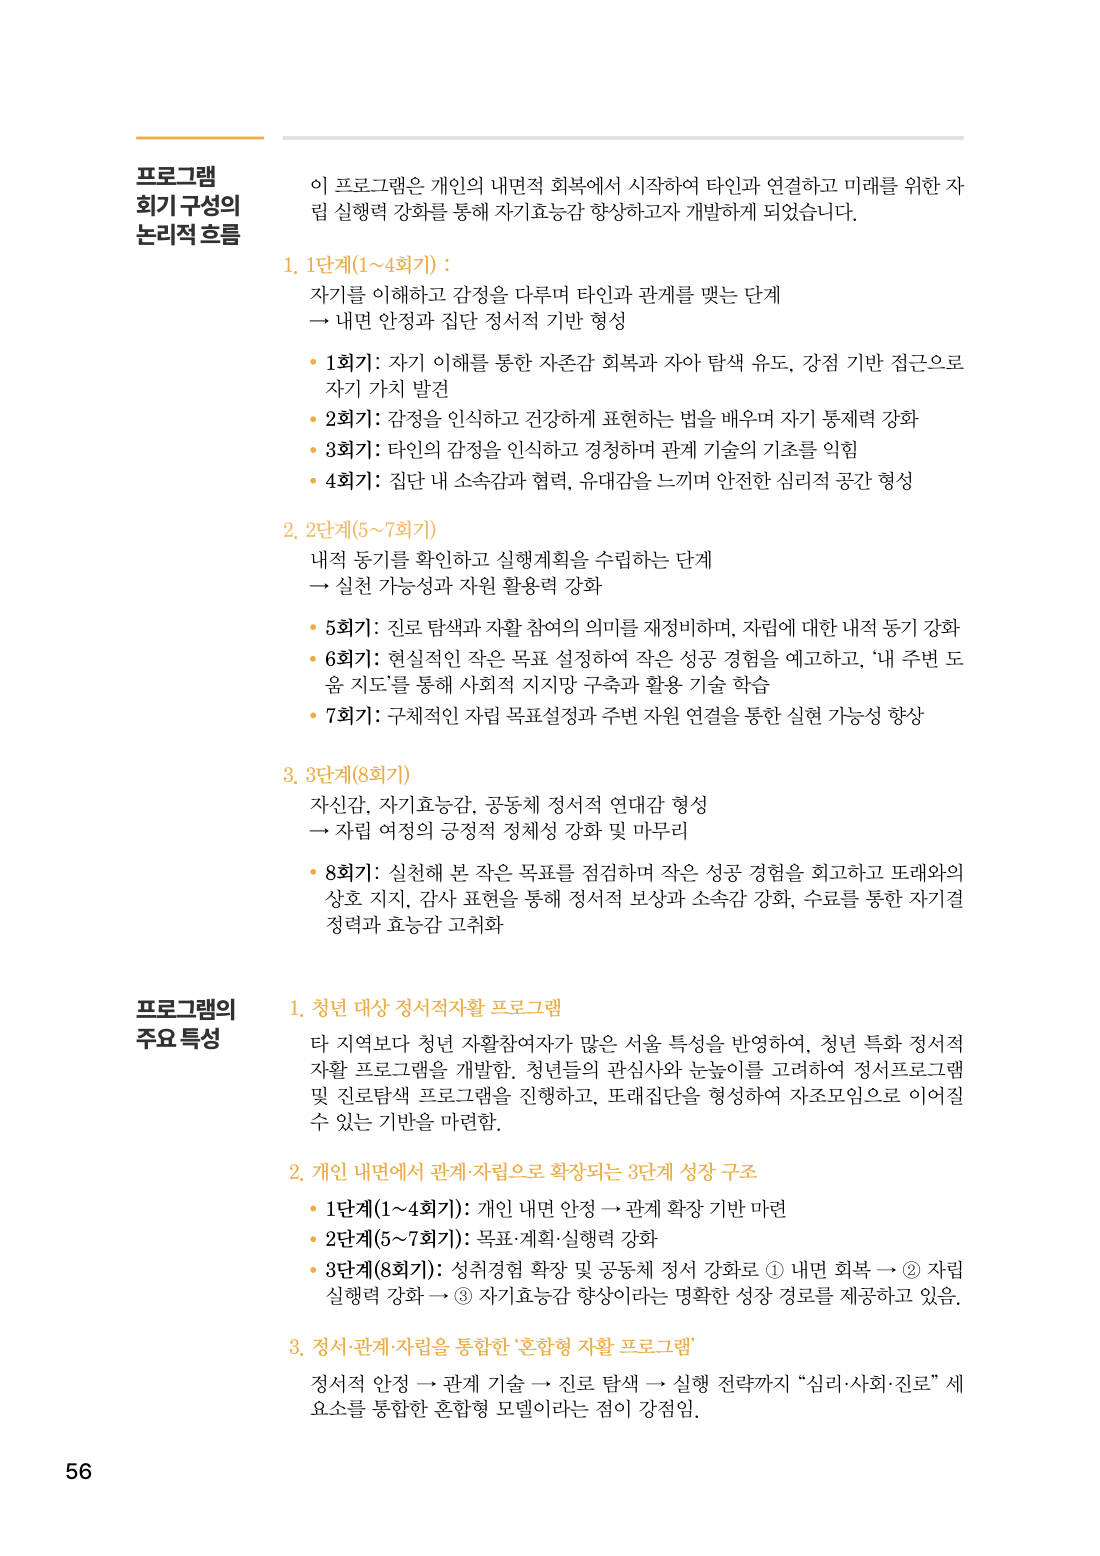 프로그램
회기 구성의
논리적 흐름
이 프로그램은 개인의 내면적 회복에서 시작하여 타인과 연결하고 미래를 위한 자
립 실행력 강화를 통해 자기효능감 향상하고자 개발하게 되었습니다.
1. 1단계(1~4회기) :
자기를 이해하고 감정을 다루며 타인과 관게를 맺는 단계
→ 내면 안정과 집단 정서적 기반 형성
• 1회기: 자기 이해를 통한 자존감 회복과 자아 탐색 유도, 강점 기반 접근으로
자기 가치 발견
• 2회기: 감정을 인식하고 건강하게 표현하는 법을 배우며 자기 통제력 강화
• 3회기: 타인의 감정을 인식하고 경청하며 관계 기술의 기초를 익힘
• 4회기: 집단 내 소속감과 협력, 유대감을 느끼며 안전한 심리적 공간 형성
2. 2단계(5~7회기)
내적 동기를 확인하고 실행계획을 수립하는 단계
→ 실천 가능성과 자원 활용력 강화
• 5회기: 진로 탐색과 자활 참여의 의미를 재정비하며, 자립에 대한 내적 동기 강화
• 6회기: 현실적인 작은 목표 설정하여 작은 성공 경험을 예고하고, ‘내 주변 도
움 지도’를 통해 사회적 지지망 구축과 활용 기술 학습
• 7회기: 구체적인 자립 목표설정과 주변 자원 연결을 통한 실현 가능성 향상
3. 3단계(8회기)
자신감, 자기효능감, 공동체 정서적 연대감 형성
→ 자립 여정의 긍정적 정체성 강화 및 마무리
• 8회기: 실천해 본 작은 목표를 점검하며 작은 성공 경험을 회고하고 또래와의
상호 지지, 감사 표현을 통해 정서적 보상과 소속감 강화, 수료를 통한 자기결
정력과 효능감 고취화
프로그램의
주요 특성
1. 청년 대상 정서적자활 프로그램
타 지역보다 청년 자활참여자가 많은 서울 특성을 반영하여, 청년 특화 정서적
자활 프로그램을 개발함. 청년들의 관심사와 눈높이를 고려하여 정서프로그램
및 진로탐색 프로그램을 진행하고, 또래집단을 형성하여 자조모임으로 이어질
수 있는 기반을 마련함.
2. 개인 내면에서 관계·자립으로 확장되는 3단계 성장 구조
• 1단계(1~4회기): 개인 내면 안정 → 관계 확장 기반 마련
• 2단계(5~7회기): 목표·계획·실행력 강화
• 3단계(8회기): 성취경험 확장 및 공동체 정서 강화로 ① 내면 회복 → ② 자립
실행력 강화 → ③ 자기효능감 향상이라는 명확한 성장 경로를 제공하고 있음.
3. 정서·관계·자립을 통합한 ‘혼합형 자활 프로그램’
정서적 안정 → 관계 기술 → 진로 탐색 → 실행 전략까지 “심리·사회·진로” 세
요소를 통합한 혼합형 모델이라는 점이 강점임.
56